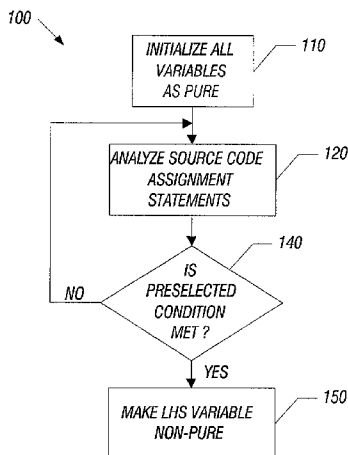 100
INITIALIZE ALL
VARIABLES
AS PURE
110
ANALYZE SOURCE CODE
ASSIGNMENT
STATEMENTS
120
IS
PRESELECTED
CONDITION
MET ?
140
NO
YES
MAKE LHS VARIABLE
NON-PURE
150